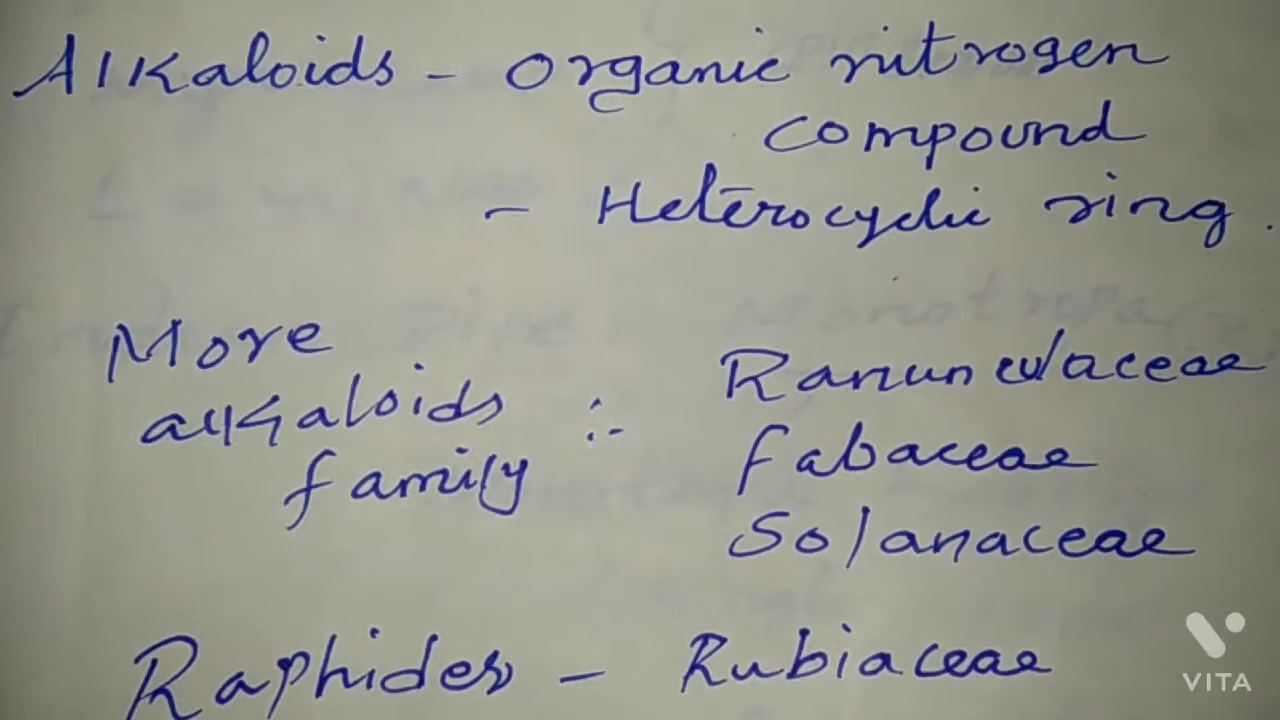 Alkaloids - Organic nitrogen
compound
- Heterocyclic ring.
More
alkaloids
family :-
Ranunculaceae
fabaceae
Solanaceae
Raphides - Rubiaceae
VITA